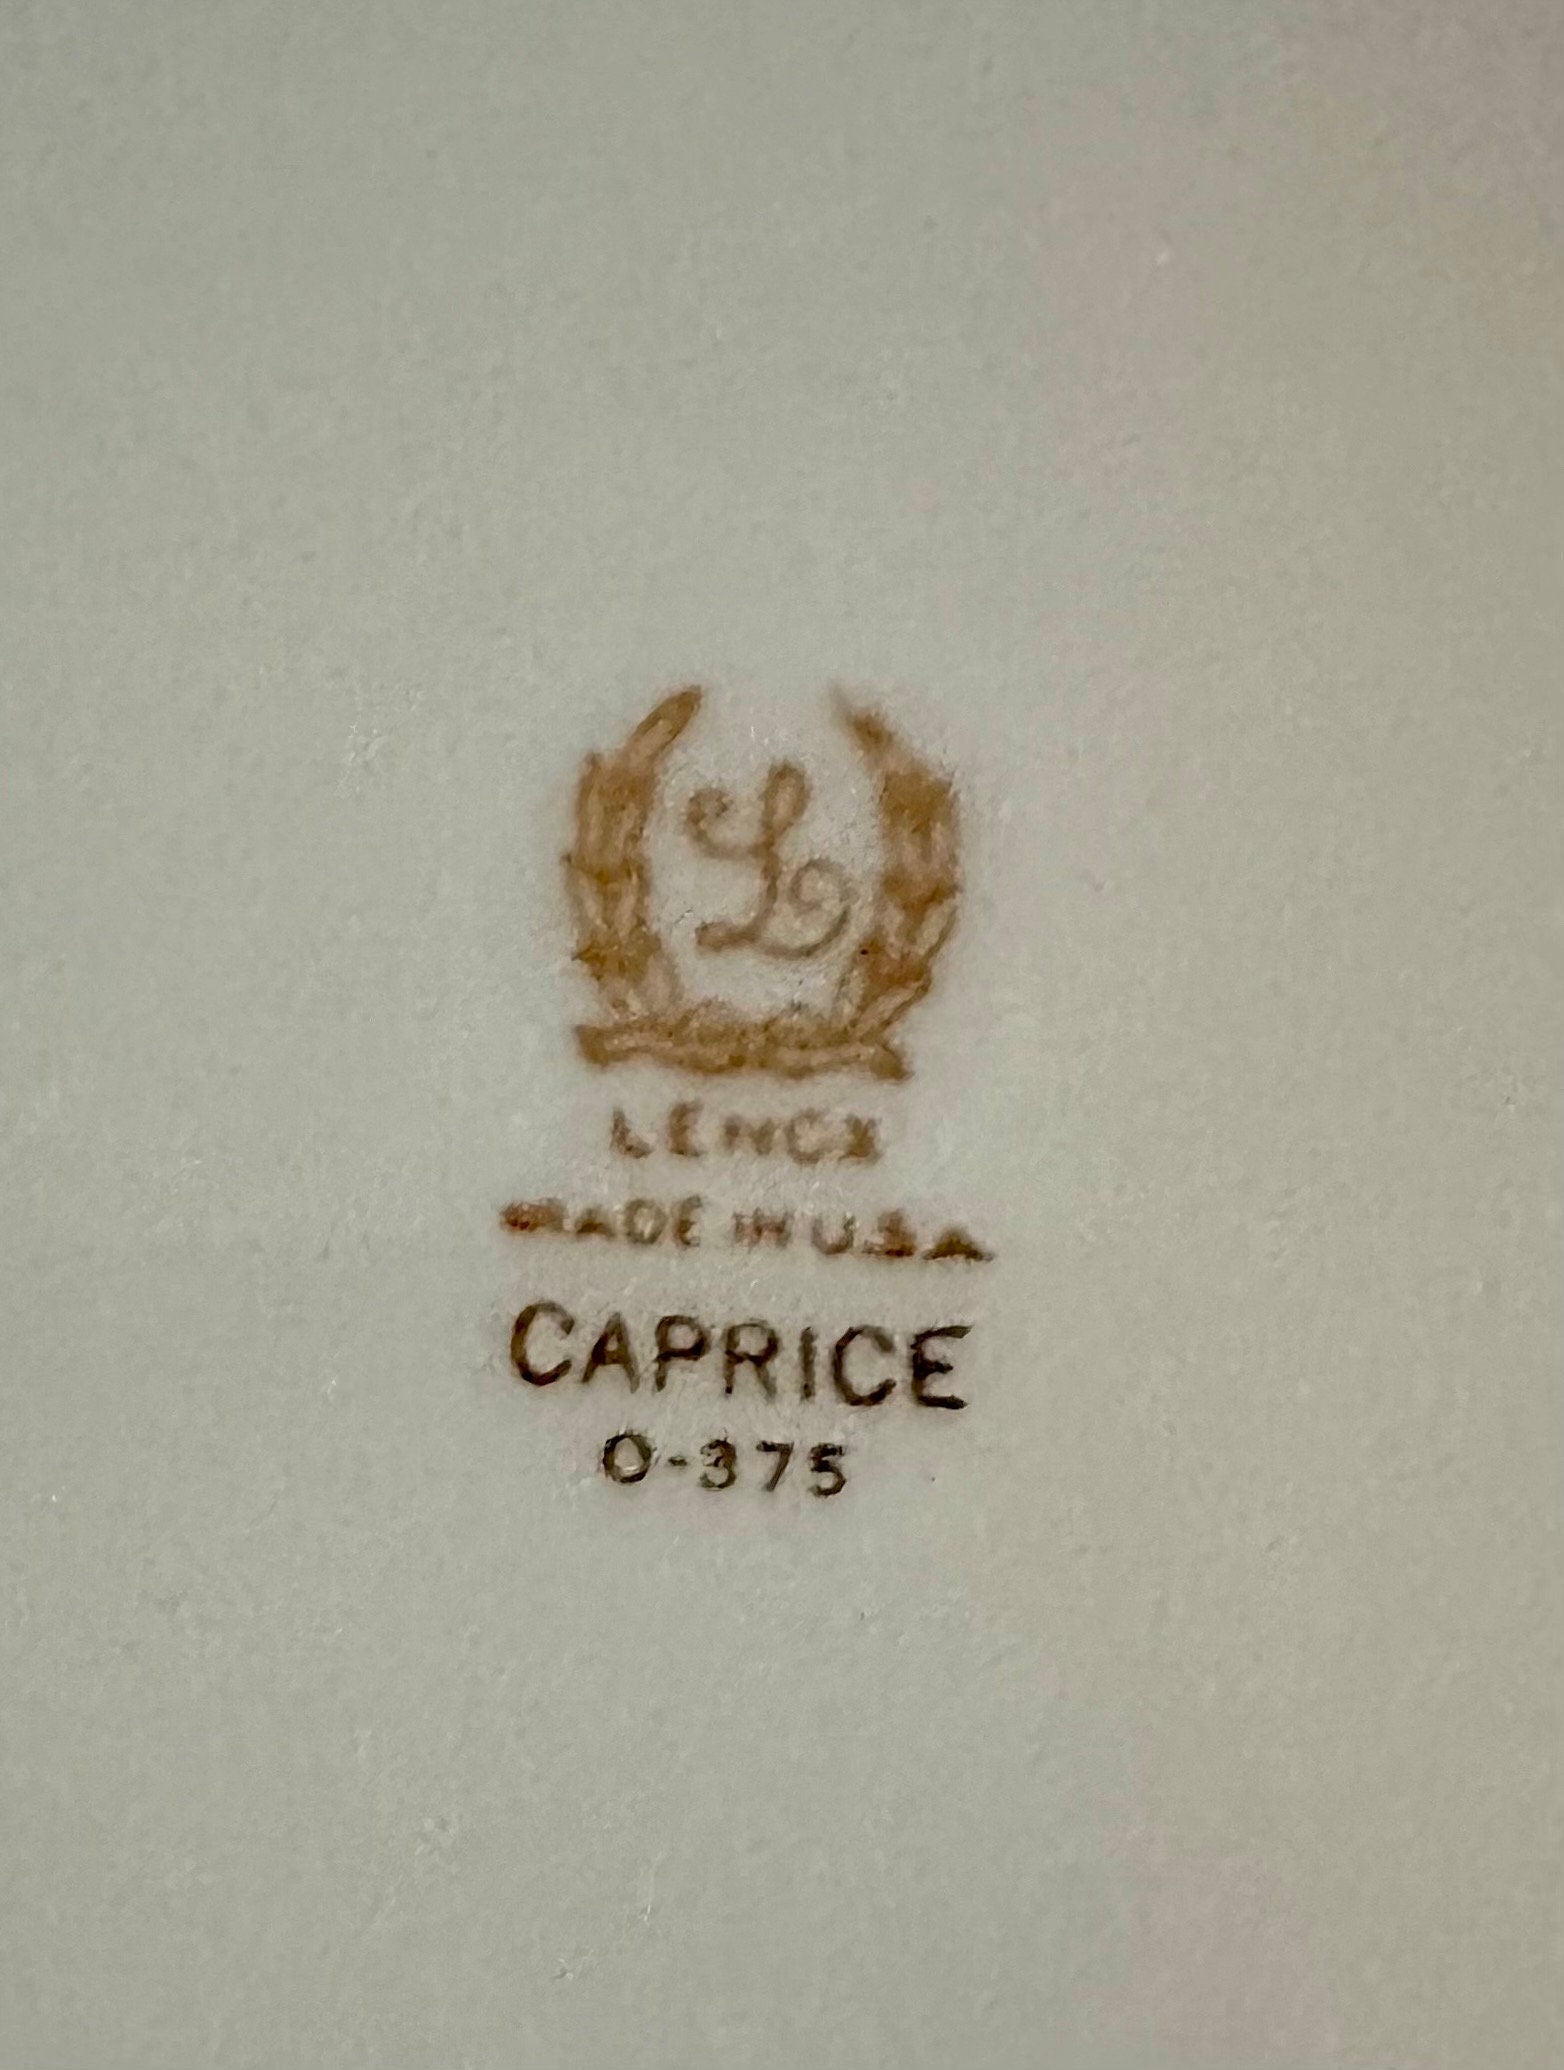 L
LENOX
MADE IN U.S.A.
CAPRICE
O-375